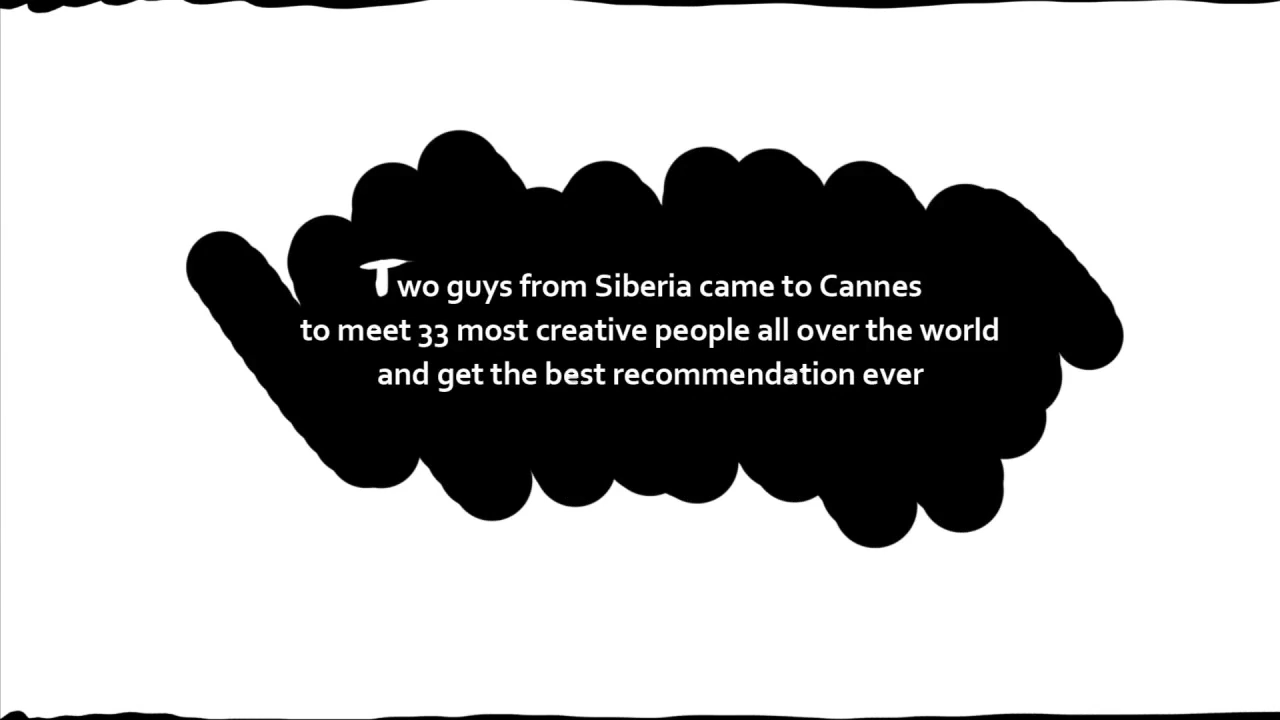 Two guys from Siberia came to Cannes
to meet 33 most creative people all over the world
and get the best recommendation ever